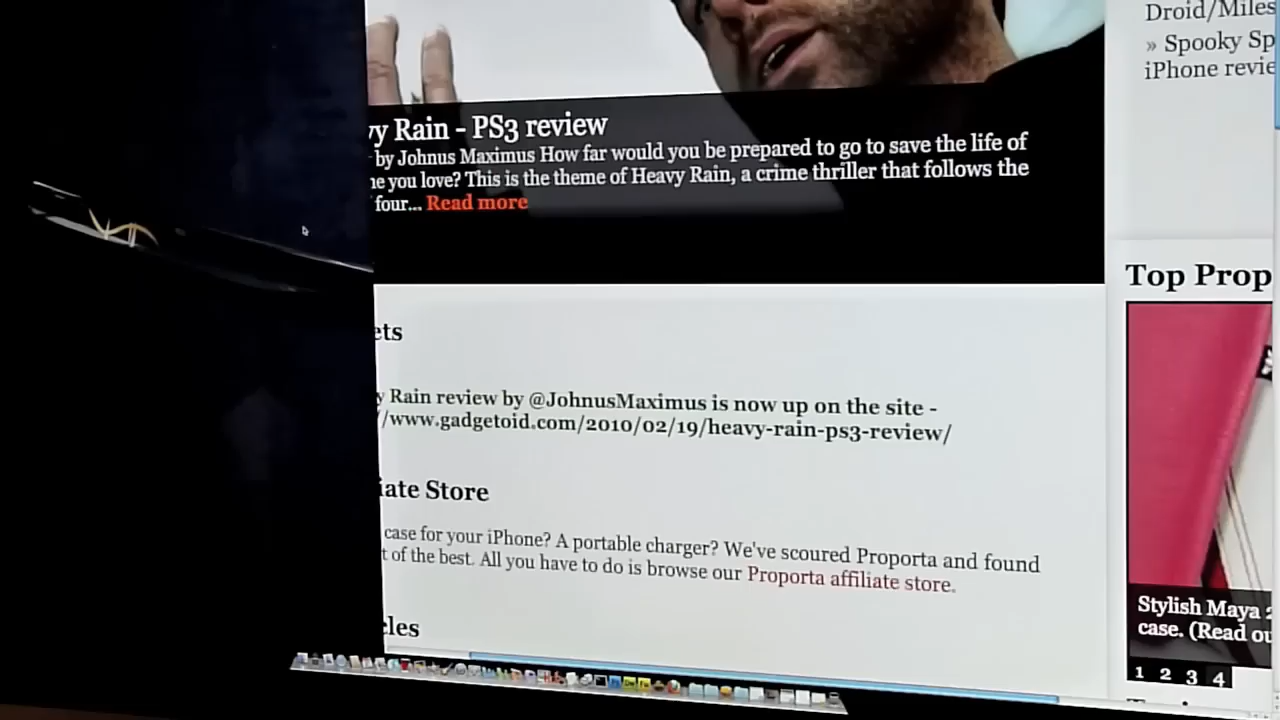 Droid/Miles
» Spooky Sp
iPhone revie
vy Rain - PS3 review
by Johnus Maximus How far would you be prepared to go to save the life of
ne you love? This is the theme of Heavy Rain, a crime thriller that follows the
four... Read more
Top Prop
ets
y Rain review by @JohnusMaximus is now up on the site -
/www.gadgetoid.com/2010/02/19/heavy-rain-ps3-review/
iate Store
case for your iPhone? A portable charger? We've scoured Proporta and found
t of the best. All you have to do is browse our Proporta affiliate store.
cles
Stylish Maya
case. (Read ou
1 2 3 4